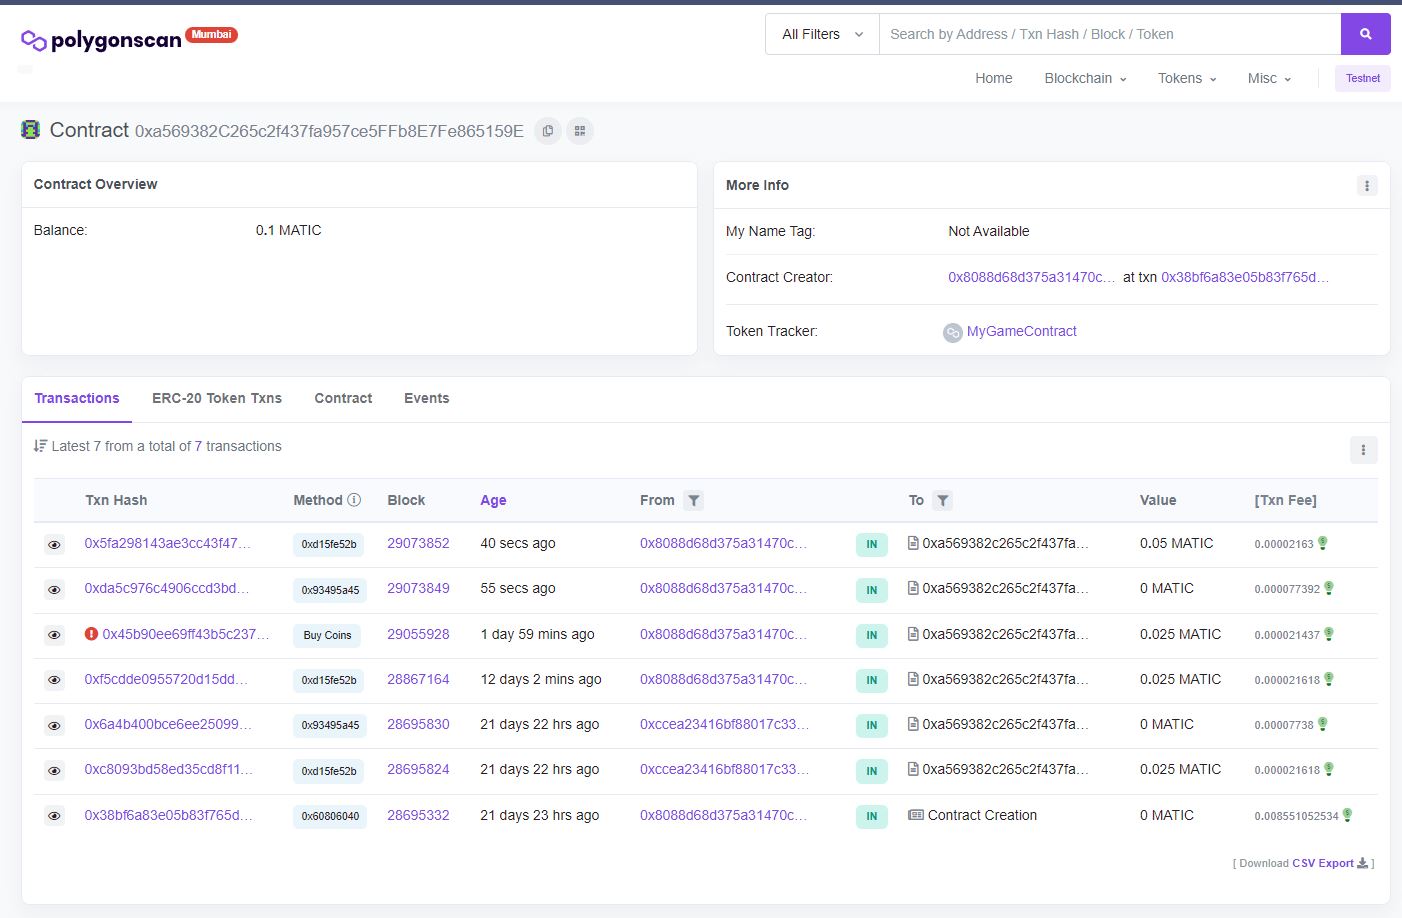 polygonscan Mumbai
All Filters Search by Address / Txn Hash / Block / Token
Home Blockchain Tokens Misc Testnet
Contract 0xa569382C265c2f437fa957ce5FFb8E7Fe865159E
Contract Overview
Balance: 0.1 MATIC
More Info
My Name Tag: Not Available
Contract Creator: 0x8088d68d375a31470c... at txn 0x38bf6a83e05b83f765d...
Token Tracker: MyGameContract
Transactions ERC-20 Token Txns Contract Events
Latest 7 from a total of 7 transactions
Txn Hash Method Block Age From To Value [Txn Fee]
0x5fa298143ae3cc43f47... 0xd15fe52b 29073852 40 secs ago 0x8088d68d375a31470c... IN 0xa569382c265c2f437fa... 0.05 MATIC 0.00002163
0xda5c976c4906ccd3bd... 0x93495a45 29073849 55 secs ago 0x8088d68d375a31470c... IN 0xa569382c265c2f437fa... 0 MATIC 0.000077392
0x45b90ee69ff43b5c237... Buy Coins 29055928 1 day 59 mins ago 0x8088d68d375a31470c... IN 0xa569382c265c2f437fa... 0.025 MATIC 0.000021437
0xf5cdde0955720d15dd... 0xd15fe52b 28867164 12 days 2 mins ago 0x8088d68d375a31470c... IN 0xa569382c265c2f437fa... 0.025 MATIC 0.000021618
0x6a4b400bce6ee25099... 0x93495a45 28695830 21 days 22 hrs ago 0xccea23416bf88017c33... IN 0xa569382c265c2f437fa... 0 MATIC 0.00007738
0xc8093bd58ed35cd8f11... 0xd15fe52b 28695824 21 days 22 hrs ago 0xccea23416bf88017c33... IN 0xa569382c265c2f437fa... 0.025 MATIC 0.000021618
0x38bf6a83e05b83f765d... 0x60806040 28695332 21 days 23 hrs ago 0x8088d68d375a31470c... IN Contract Creation 0 MATIC 0.008551052534
[ Download CSV Export ]